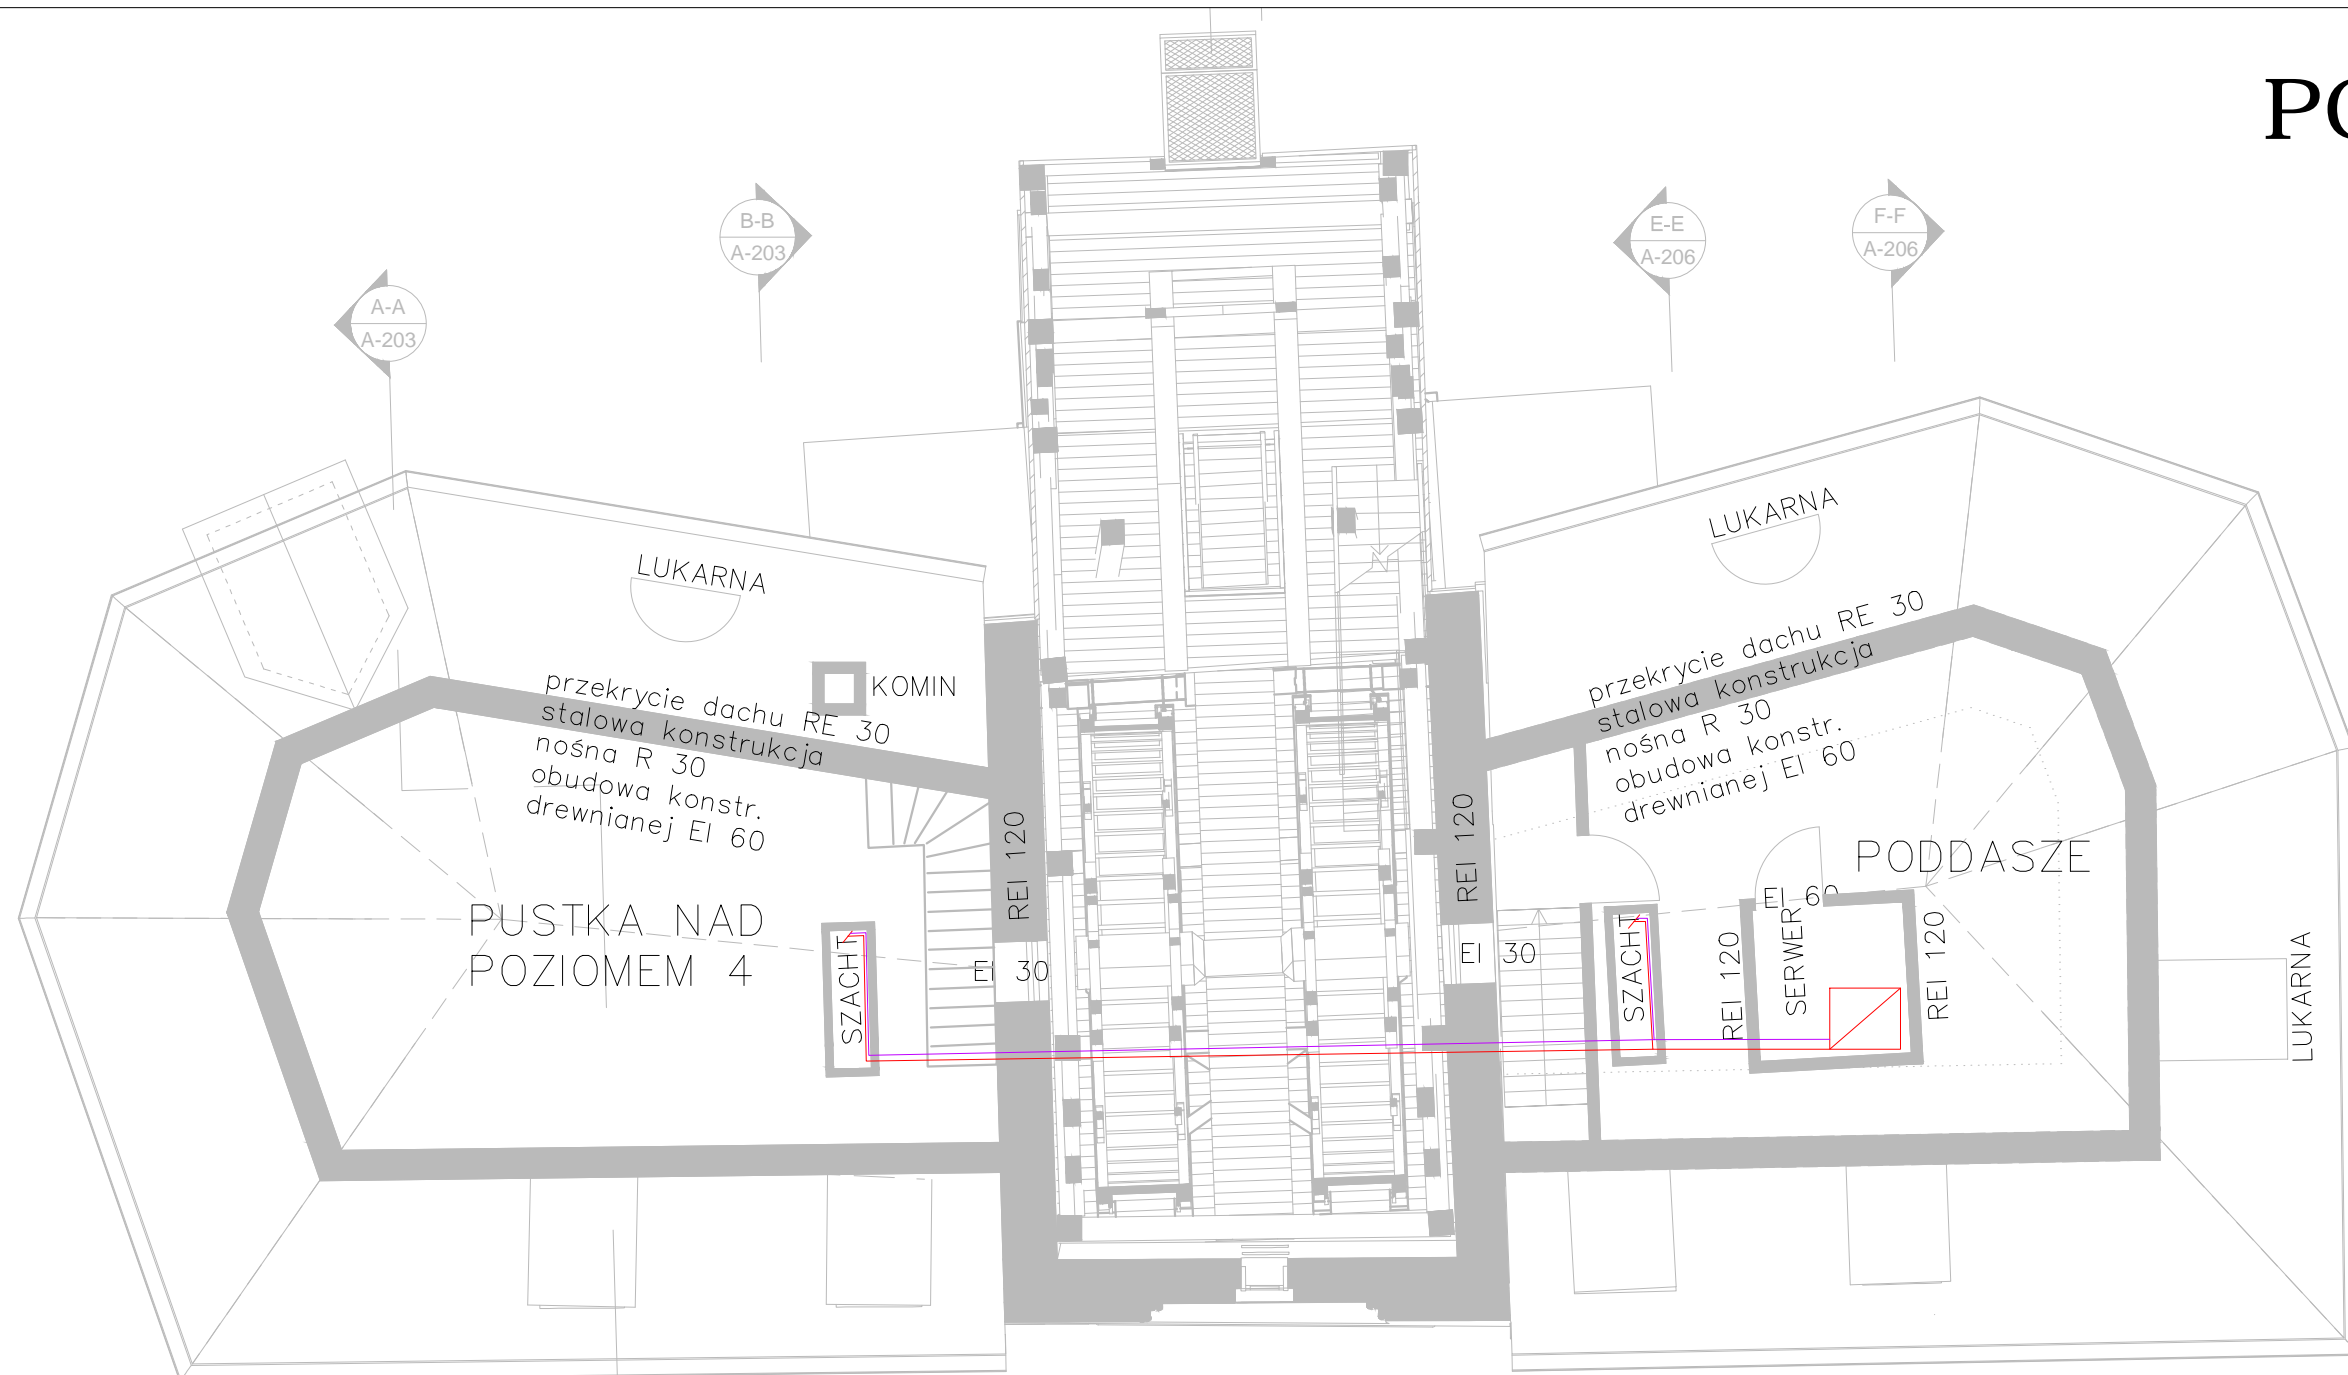 PO
B-B
A-203
E-E
A-206
F-F
A-206
A-A
A-203
LUKARNA
LUKARNA
KOMIN
przekrycie dachu RE 30
stalowa konstrukcja
nośna R 30
obudowa konstr.
drewnianej EI 60
przekrycie dachu RE 30
stalowa konstrukcja
nośna R 30
obudowa konstr.
drewnianej EI 60
REI 120
REI 120
PODDASZE
PUSTKA NAD
POZIOMEM 4
SZACHT
EI 30
EI 30
SZACHT
REI 120
EI 60
SERWER
REI 120
LUKARNA